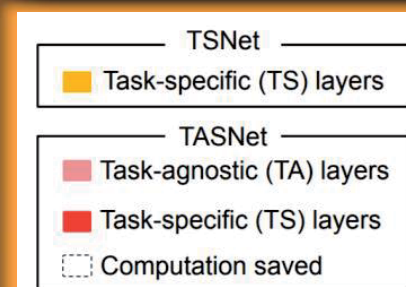 TSNet
Task-specific (TS) layers
TASNet
Task-agnostic (TA) layers
Task-specific (TS) layers
Computation saved